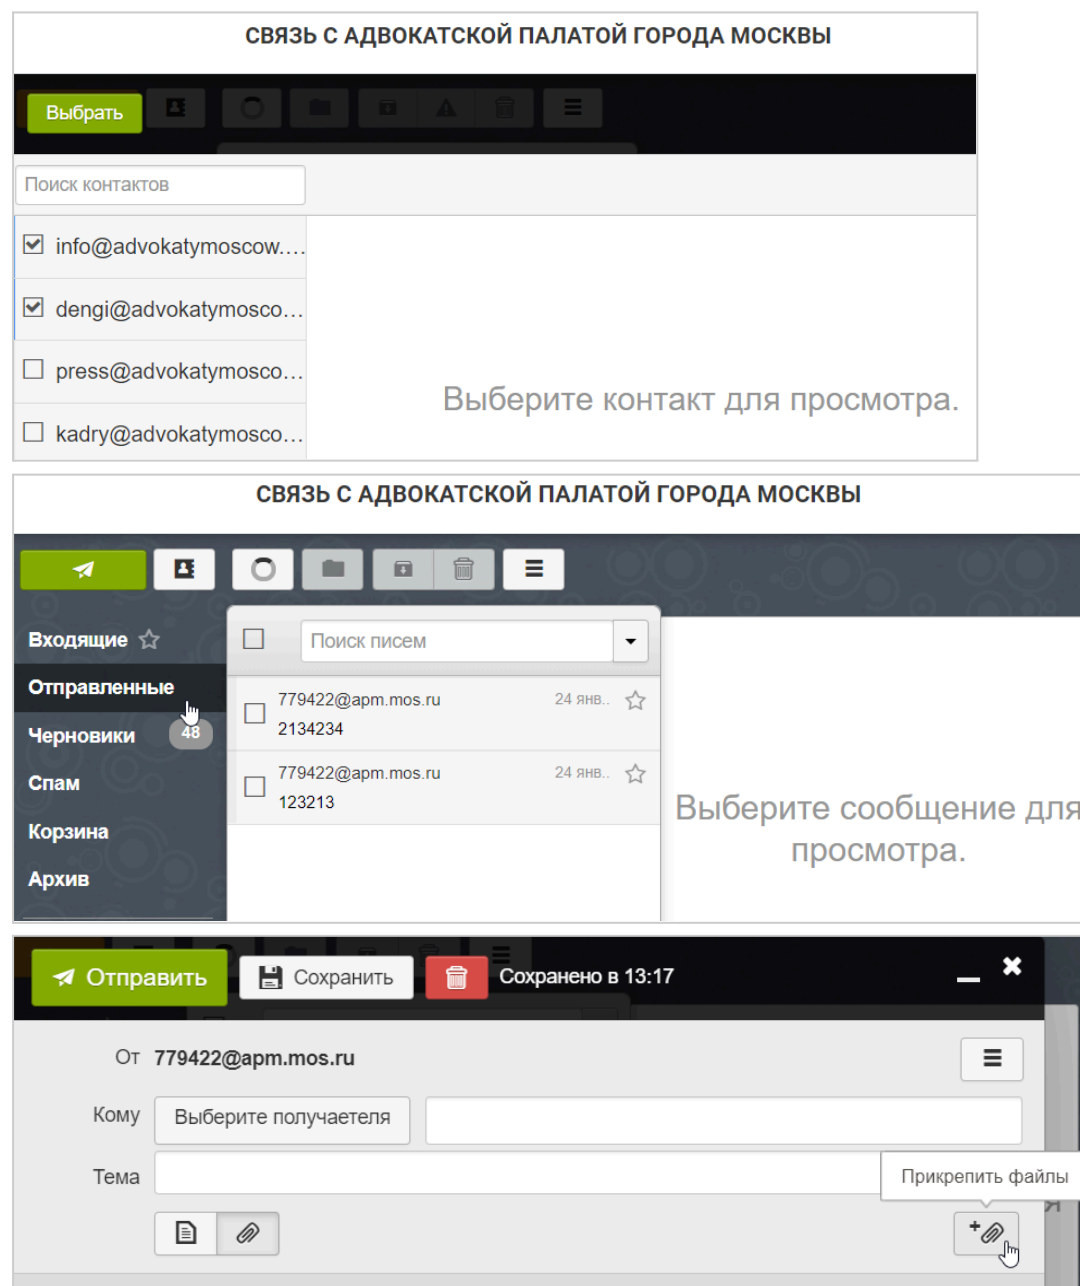 СВЯЗЬ С АДВОКАТСКОЙ ПАЛАТОЙ ГОРОДА МОСКВЫ
Выбрать
Поиск контактов
info@advokatymoscow....
dengi@advokatymosco...
press@advokatymosco...
kadry@advokatymosco...
Выберите контакт для просмотра.
СВЯЗЬ С АДВОКАТСКОЙ ПАЛАТОЙ ГОРОДА МОСКВЫ
Входящие
Отправленные
Черновики 48
Спам
Корзина
Архив
Поиск писем
779422@apm.mos.ru 24 янв..
2134234
779422@apm.mos.ru 24 янв..
123213
Выберите сообщение для
просмотра.
Отправить Сохранить Сохранено в 13:17
От 779422@apm.mos.ru
Кому Выберите получаетеля
Тема
Прикрепить файлы
я